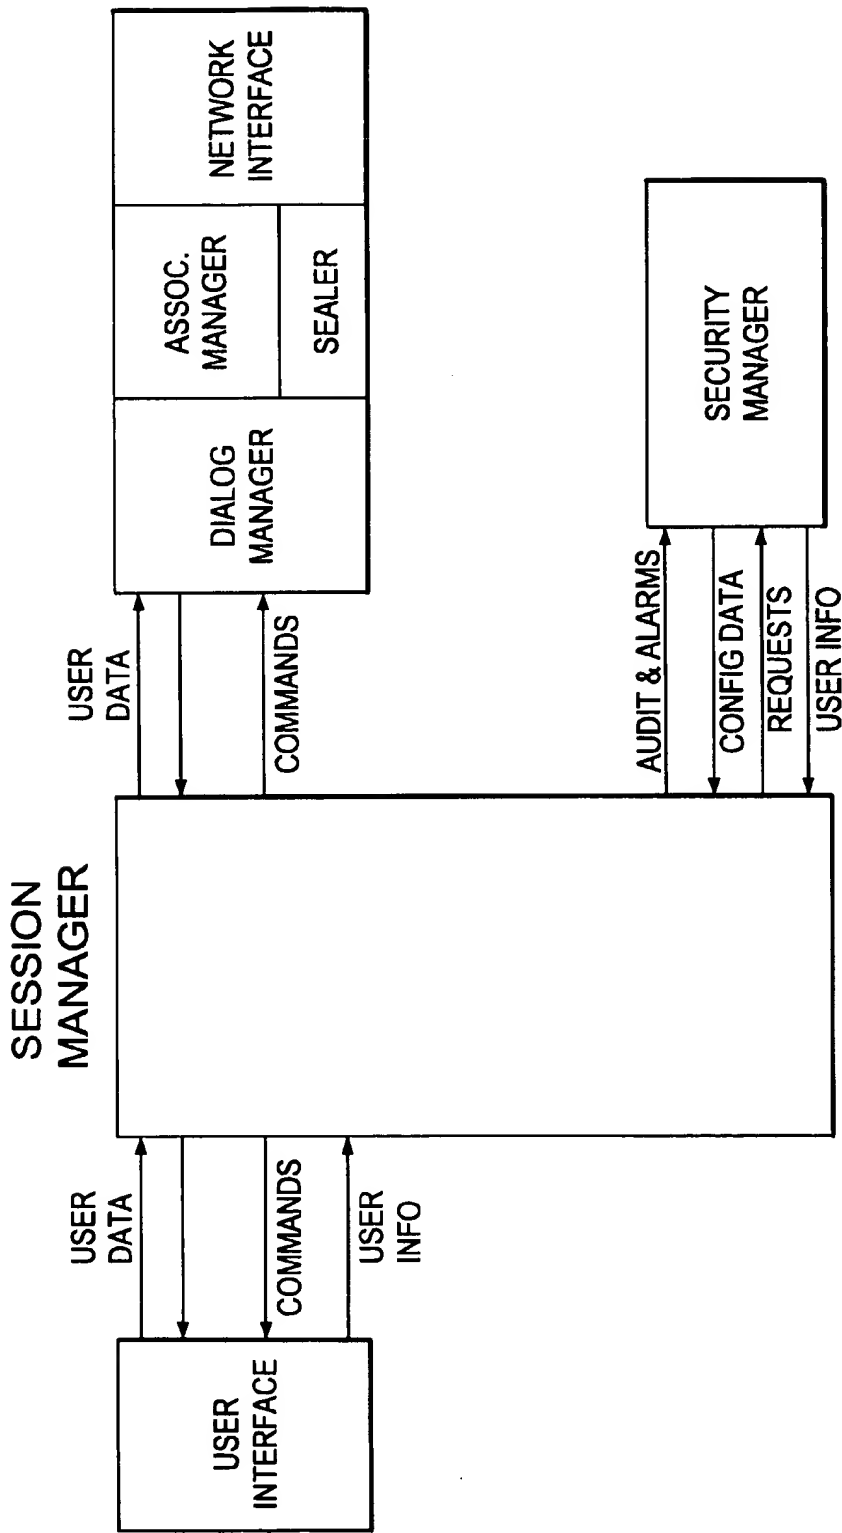 SESSION
MANAGER
USER
INTERFACE
USER
DATA
COMMANDS
USER
INFO
USER
DATA
COMMANDS
DIALOG
MANAGER
ASSOC.
MANAGER
SEALER
NETWORK
INTERFACE
AUDIT & ALARMS
CONFIG DATA
REQUESTS
USER INFO
SECURITY
MANAGER